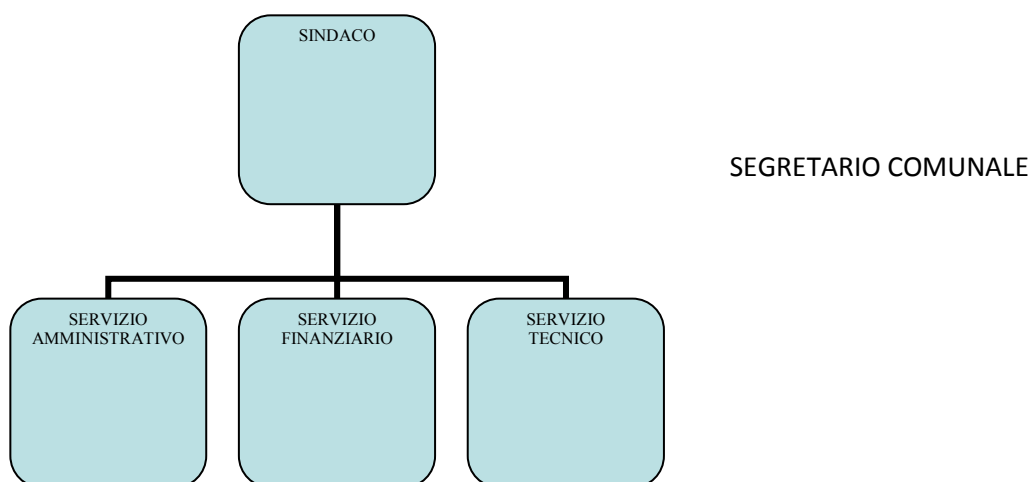 SINDACO
SEGRETARIO COMUNALE
SERVIZIO
AMMINISTRATIVO
SERVIZIO
FINANZIARIO
SERVIZIO
TECNICO